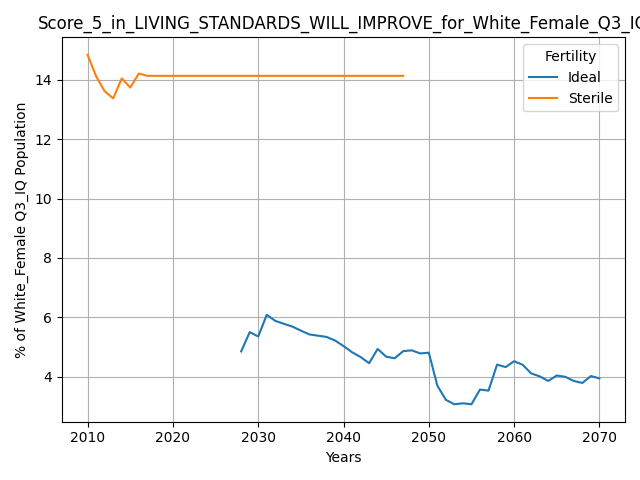 Score_5_in_LIVING_STANDARDS_WILL_IMPROVE_for_White_Female_Q3_IQ
Fertility
Ideal
Sterile
% of White_Female Q3_IQ Population
14
12
10
8
6
4
2010 2020 2030 2040 2050 2060 2070
Years